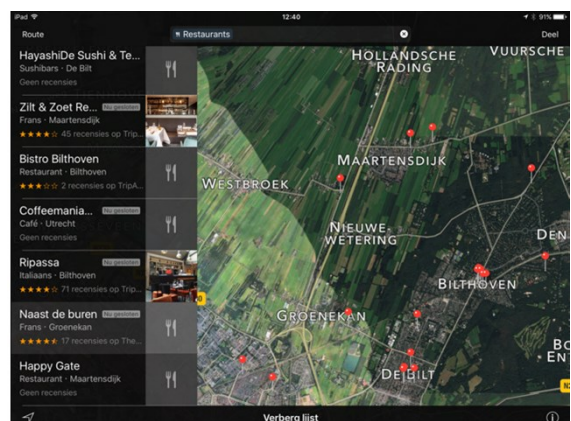 iPad 12:40 91%
Route Restaurants Deel
HayashiDe Sushi & Te...
Sushibars · De Bilt
Geen recensies
Zilt & Zoet Re... Nu gesloten
Frans · Maartensdijk
45 recensies op Trip...
Bistro Bilthoven
Restaurant · Bilthoven
2 recensies op TripA...
Coffeemania... Nu gesloten
Café · Utrecht
Geen recensies
Ripassa Nu gesloten
Italiaans · Bilthoven
71 recensies op Trip...
Naast de buren Nu gesloten
Frans · Groenekan
17 recensies op The...
Happy Gate
Restaurant · Maartensdijk
Geen recensies
Verberg lijst
HOLLANDSCHE
RADING
VUURSCHE
MAARTENSDIJK
WESTBROEK
NIEUWE-
WETERING
DEN
BILTHOVEN
GROENEKAN
BO
EN
DE BILT